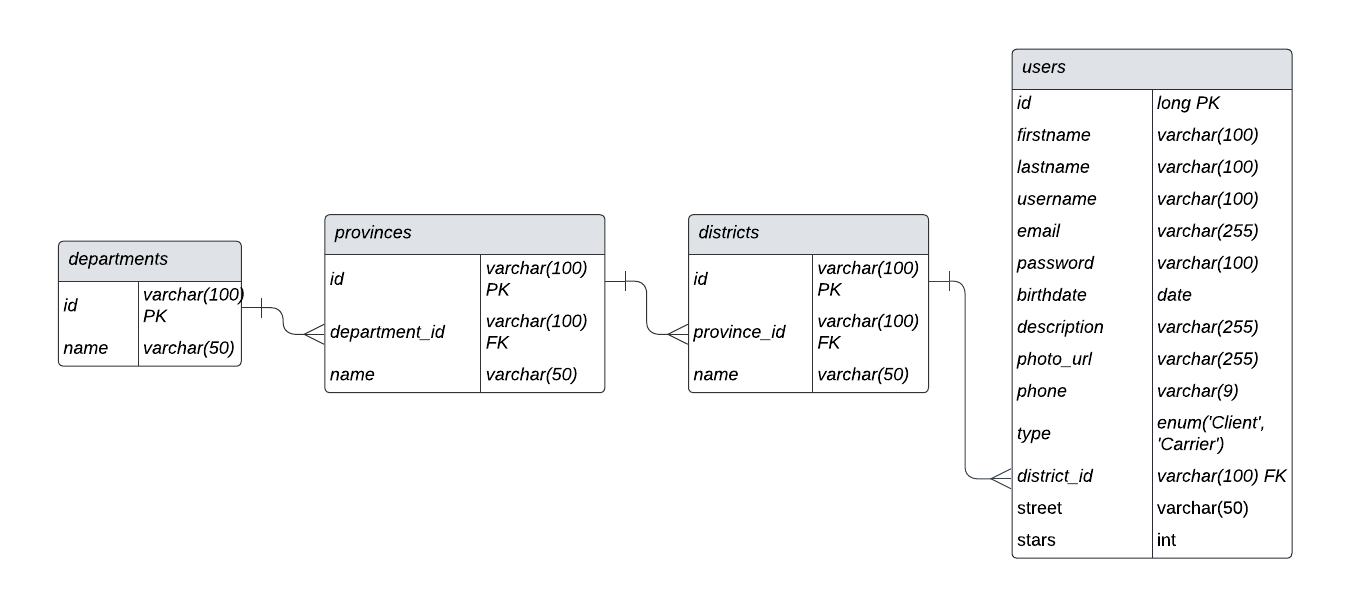 departments
id varchar(100)
PK
name varchar(50)
provinces
id varchar(100)
PK
department_id varchar(100)
FK
name varchar(50)
districts
id varchar(100)
PK
province_id varchar(100)
FK
name varchar(50)
users
id long PK
firstname varchar(100)
lastname varchar(100)
username varchar(100)
email varchar(255)
password varchar(100)
birthdate date
description varchar(255)
photo_url varchar(255)
phone varchar(9)
type enum('Client',
'Carrier')
district_id varchar(100) FK
street varchar(50)
stars int